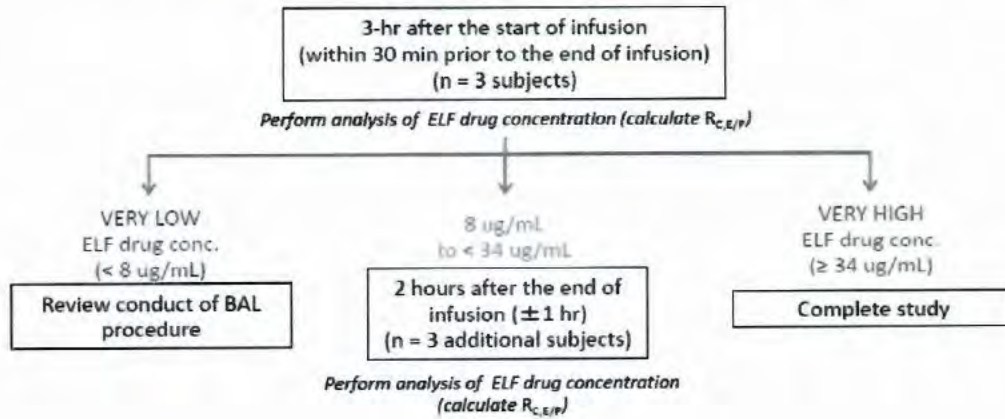 3-hr after the start of infusion
(within 30 min prior to the end of infusion)
(n = 3 subjects)
Perform analysis of ELF drug concentration (calculate R_C,E/P)
VERY LOW
ELF drug conc.
(< 8 ug/mL)
Review conduct of BAL
procedure
8 ug/mL
to < 34 ug/mL
2 hours after the end of
infusion (±1 hr)
(n = 3 additional subjects)
Perform analysis of ELF drug concentration
(calculate R_C,E/P)
VERY HIGH
ELF drug conc.
(≥ 34 ug/mL)
Complete study